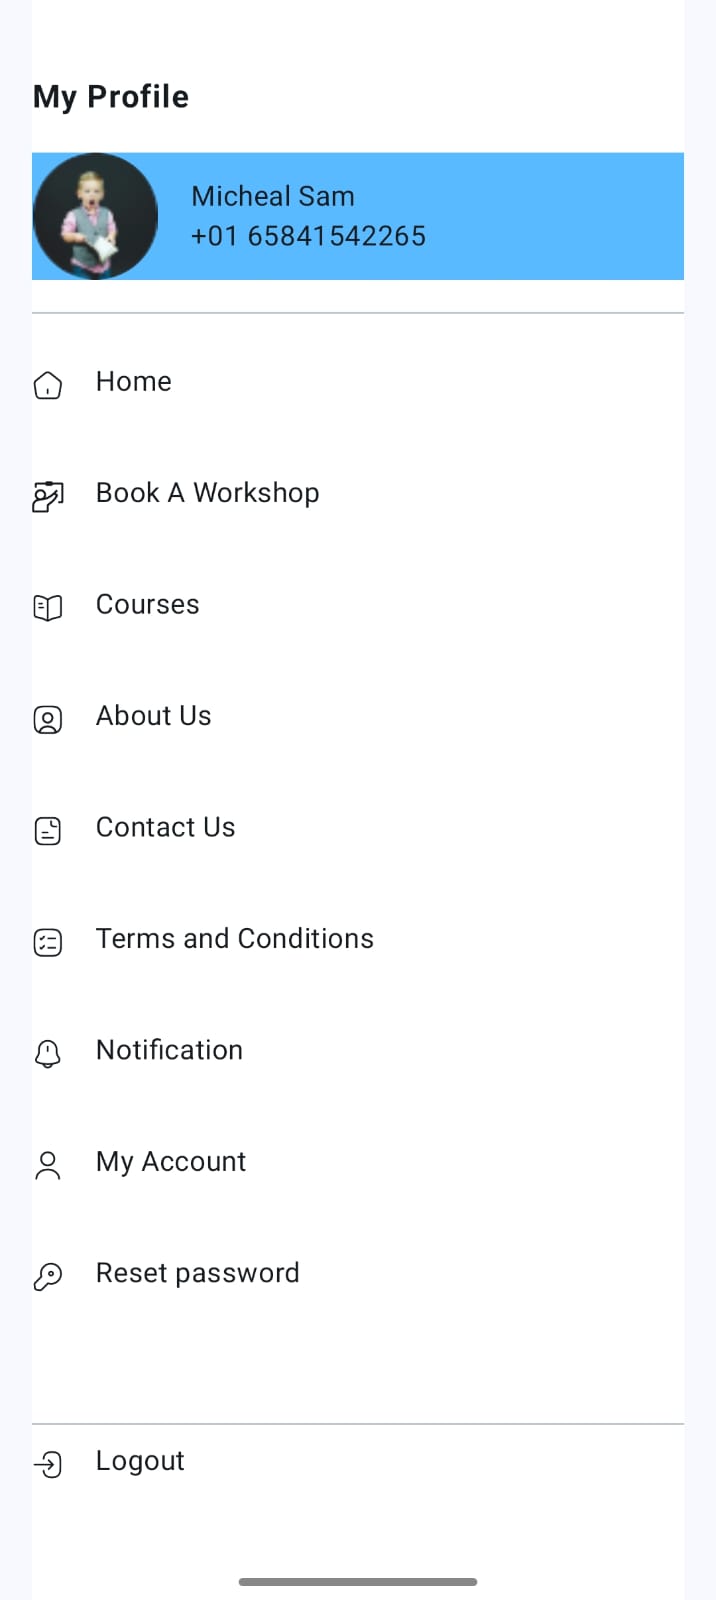 My Profile
Micheal Sam
+01 65841542265
Home
Book A Workshop
Courses
About Us
Contact Us
Terms and Conditions
Notification
My Account
Reset password
Logout